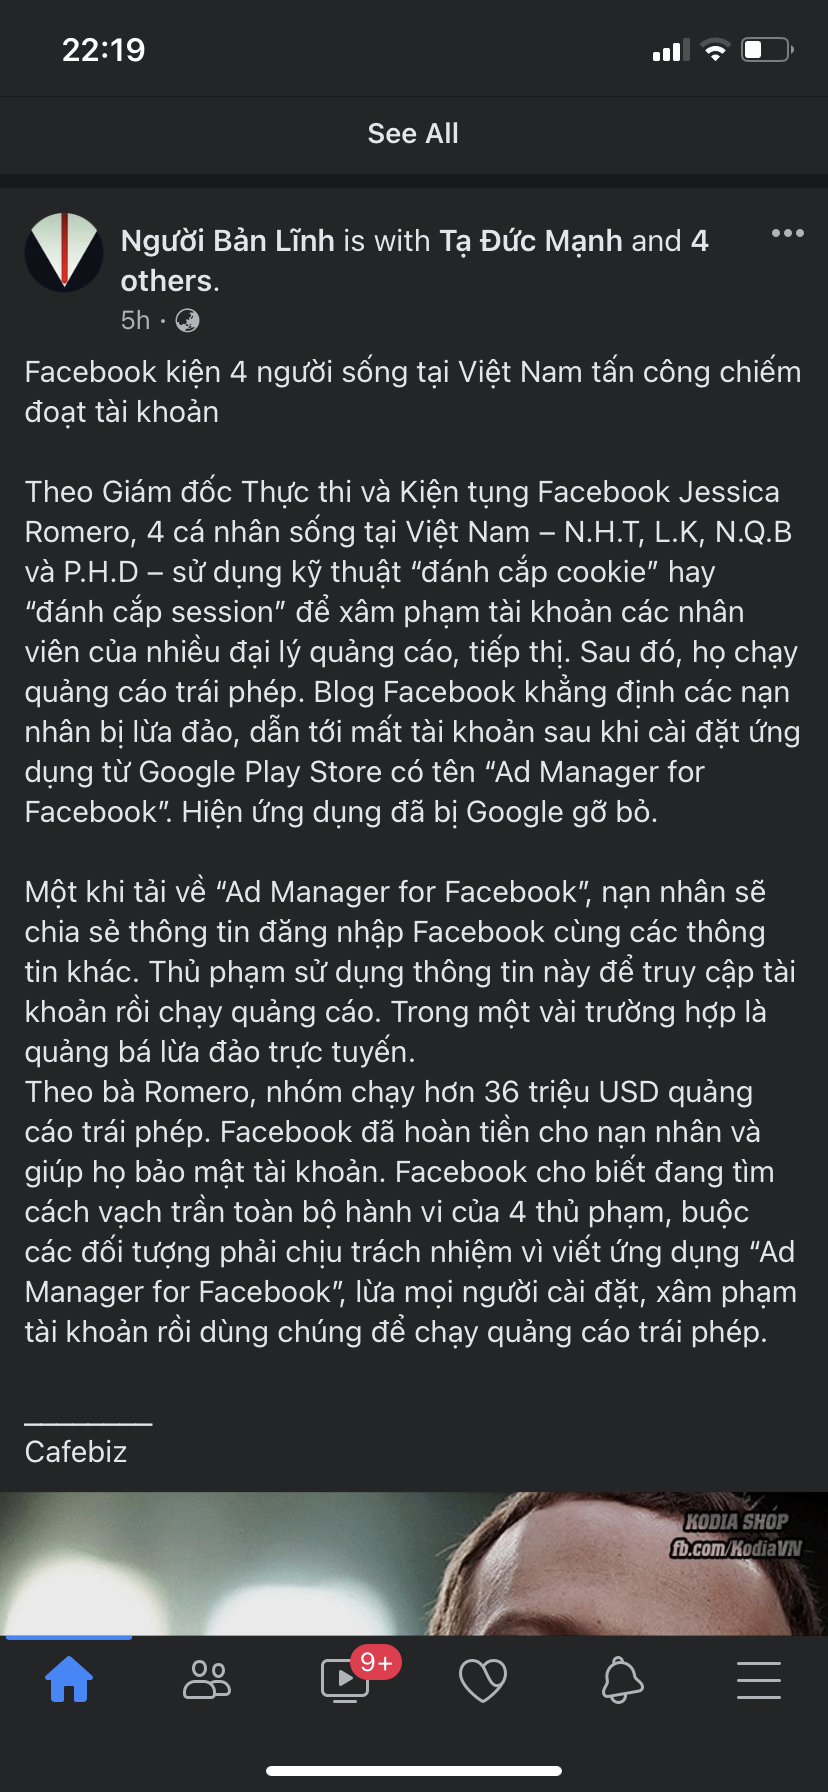 22:19
See All
Người Bản Lĩnh is with Tạ Đức Mạnh and 4
others.
5h ·
Facebook kiện 4 người sống tại Việt Nam tấn công chiếm
đoạt tài khoản
Theo Giám đốc Thực thi và Kiện tụng Facebook Jessica
Romero, 4 cá nhân sống tại Việt Nam – N.H.T, L.K, N.Q.B
và P.H.D – sử dụng kỹ thuật “đánh cắp cookie” hay
“đánh cắp session” để xâm phạm tài khoản các nhân
viên của nhiều đại lý quảng cáo, tiếp thị. Sau đó, họ chạy
quảng cáo trái phép. Blog Facebook khẳng định các nạn
nhân bị lừa đảo, dẫn tới mất tài khoản sau khi cài đặt ứng
dụng từ Google Play Store có tên “Ad Manager for
Facebook”. Hiện ứng dụng đã bị Google gỡ bỏ.
Một khi tải về “Ad Manager for Facebook”, nạn nhân sẽ
chia sẻ thông tin đăng nhập Facebook cùng các thông
tin khác. Thủ phạm sử dụng thông tin này để truy cập tài
khoản rồi chạy quảng cáo. Trong một vài trường hợp là
quảng bá lừa đảo trực tuyến.
Theo bà Romero, nhóm chạy hơn 36 triệu USD quảng
cáo trái phép. Facebook đã hoàn tiền cho nạn nhân và
giúp họ bảo mật tài khoản. Facebook cho biết đang tìm
cách vạch trần toàn bộ hành vi của 4 thủ phạm, buộc
các đối tượng phải chịu trách nhiệm vì viết ứng dụng “Ad
Manager for Facebook”, lừa mọi người cài đặt, xâm phạm
tài khoản rồi dùng chúng để chạy quảng cáo trái phép.
________
Cafebiz
KODIA SHOP
fb.com/KodiaVN
9+